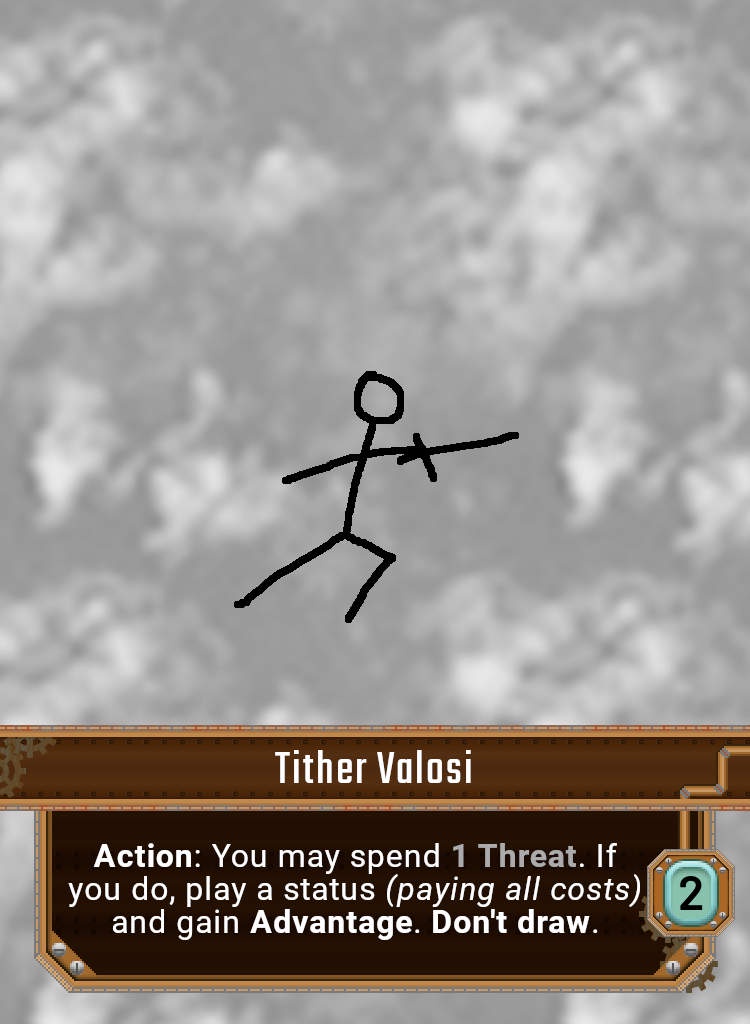 Tither Valosi
Action: You may spend 1 Threat. If
you do, play a status (paying all costs)
and gain Advantage. Don't draw.
2